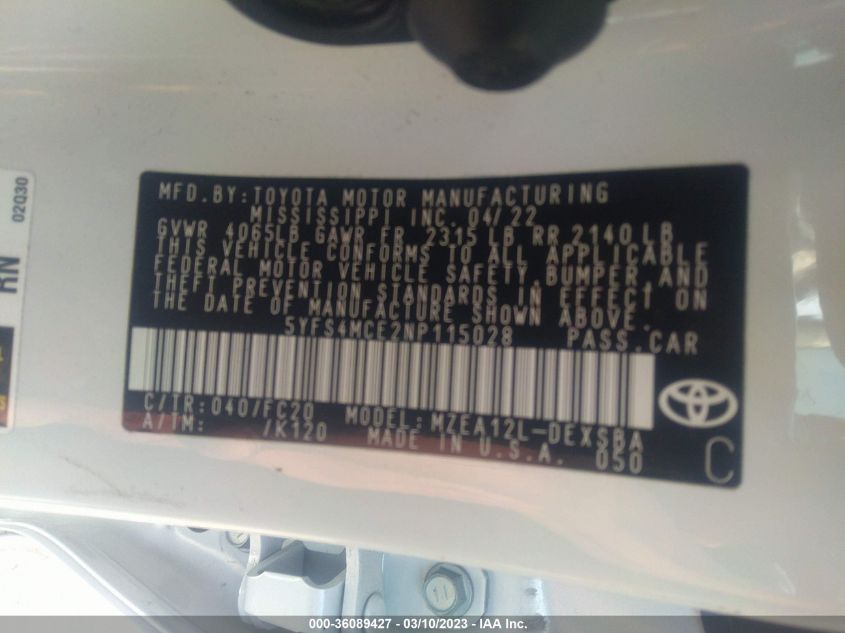 MFD.BY:TOYOTA MOTOR MANUFACTURING
MISSISSIPPI INC. 04/22
GVWR 4065LB GAWR FR 2315 LB RR 2140LB
THIS VEHICLE CONFORMS TO ALL APPLICABLE
FEDERAL MOTOR VEHICLE SAFETY,BUMPER,AND
THEFT PREVENTION STANDARDS IN EFFECT ON
THE DATE OF MANUFACTURE SHOWN ABOVE.
5YFS4MCE2NP115028 PASS.CAR
C/TR:040/FC20 MODEL:MZEA12L-DEXSBA
A/TM: /K120 MADE IN U.S.A. 050
C
02Q30
RN
000-36089427 - 03/10/2023 - IAA Inc.